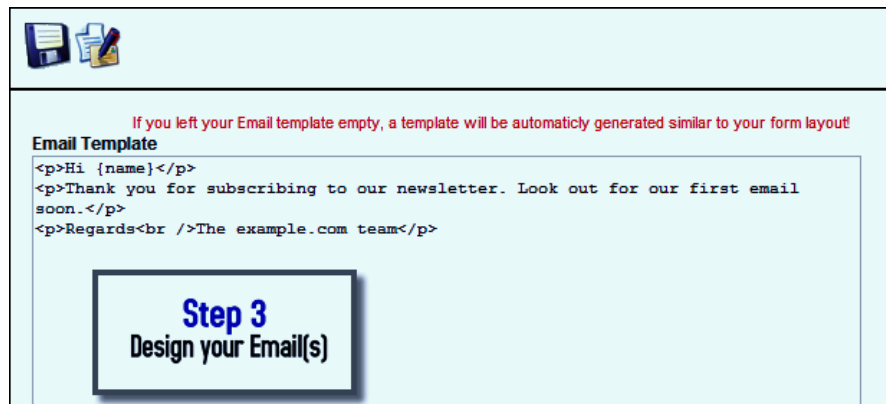 If you left your Email template empty, a template will be automaticly generated similar to your form layout!
Email Template
<p>Hi {name}</p>
<p>Thank you for subscribing to our newsletter. Look out for our first email
soon.</p>
<p>Regards<br />The example.com team</p>
Step 3
Design your Email(s)